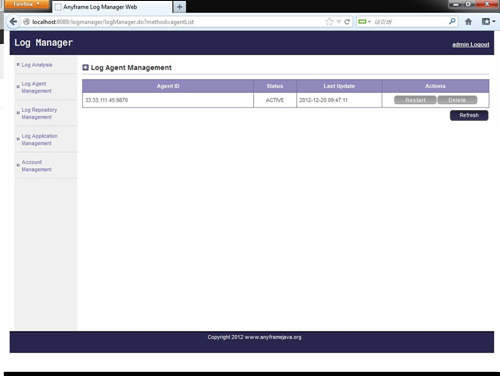 Firefox
Anyframe Log Manager Web
localhost:8089/logmanager/logManager.do?method=agentList
네이버
Log Manager
admin Logout
Log Analysis
Log Agent
Management
Log Repository
Management
Log Application
Management
Account
Management
Log Agent Management
Agent ID Status Last Update Actions
33.33.111.45:9870 ACTIVE 2012-12-20 09:47:11 Restart Delete
Refresh
Copyright 2012 www.anyframejava.org